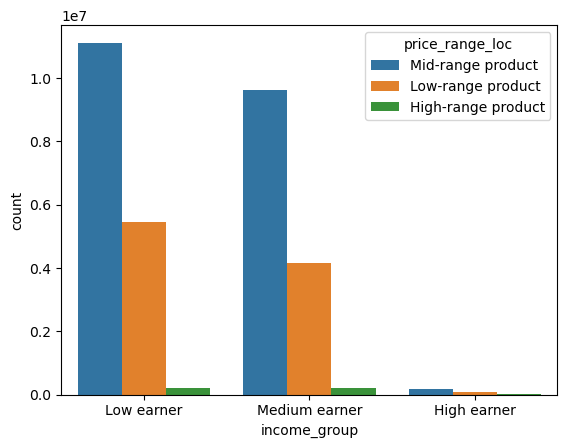 1e7
price_range_loc
Mid-range product
Low-range product
High-range product
1.0
0.8
0.6
0.4
0.2
0.0
count
Low earner Medium earner High earner
income_group